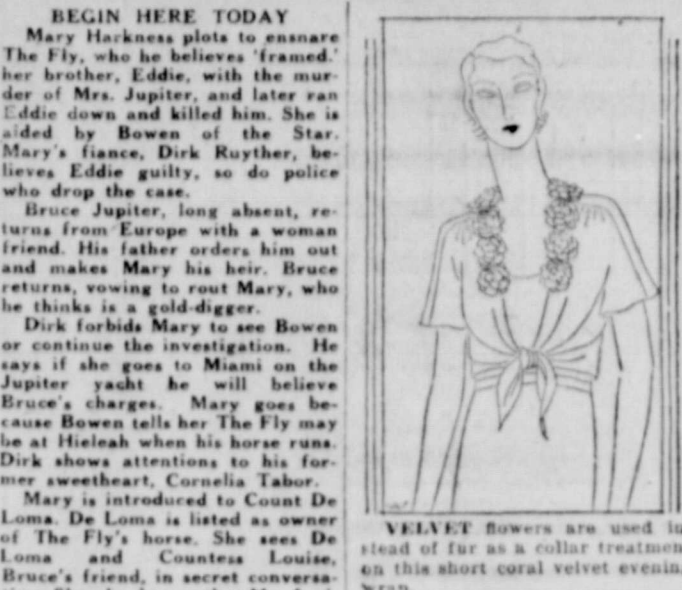 BEGIN HERE TODAY
Mary Harkness plots to ensnare
The Fly, who he believes 'framed.'
her brother, Eddie, with the mur-
der of Mrs. Jupiter, and later ran
Eddie down and killed him. She is
aided by Bowen of the Star.
Mary's fiance, Dirk Ruyther, be-
lieves Eddie guilty, so do police
who drop the case.
Bruce Jupiter, long absent, re-
turns from Europe with a woman
friend. His father orders him out
and makes Mary his heir. Bruce
returns, vowing to rout Mary, who
he thinks is a gold-digger.
Dirk forbids Mary to see Bowen
or continue the investigation. He
says if she goes to Miami on the
Jupiter yacht he will believe
Bruce's charges. Mary goes be-
cause Bowen tells her The Fly may
be at Hieleah when his horse runs.
Dirk shows attentions to his for-
mer sweetheart, Cornelia Tabor.
Mary is introduced to Count De
Loma. De Loma is listed as owner
of The Fly's horse. She sees De
Loma and Countess Louise,
Bruce's friend, in secret conversa-
VELVET flowers are used in
stead of fur as a collar treatmen
on this short coral velvet evenin
wrap.